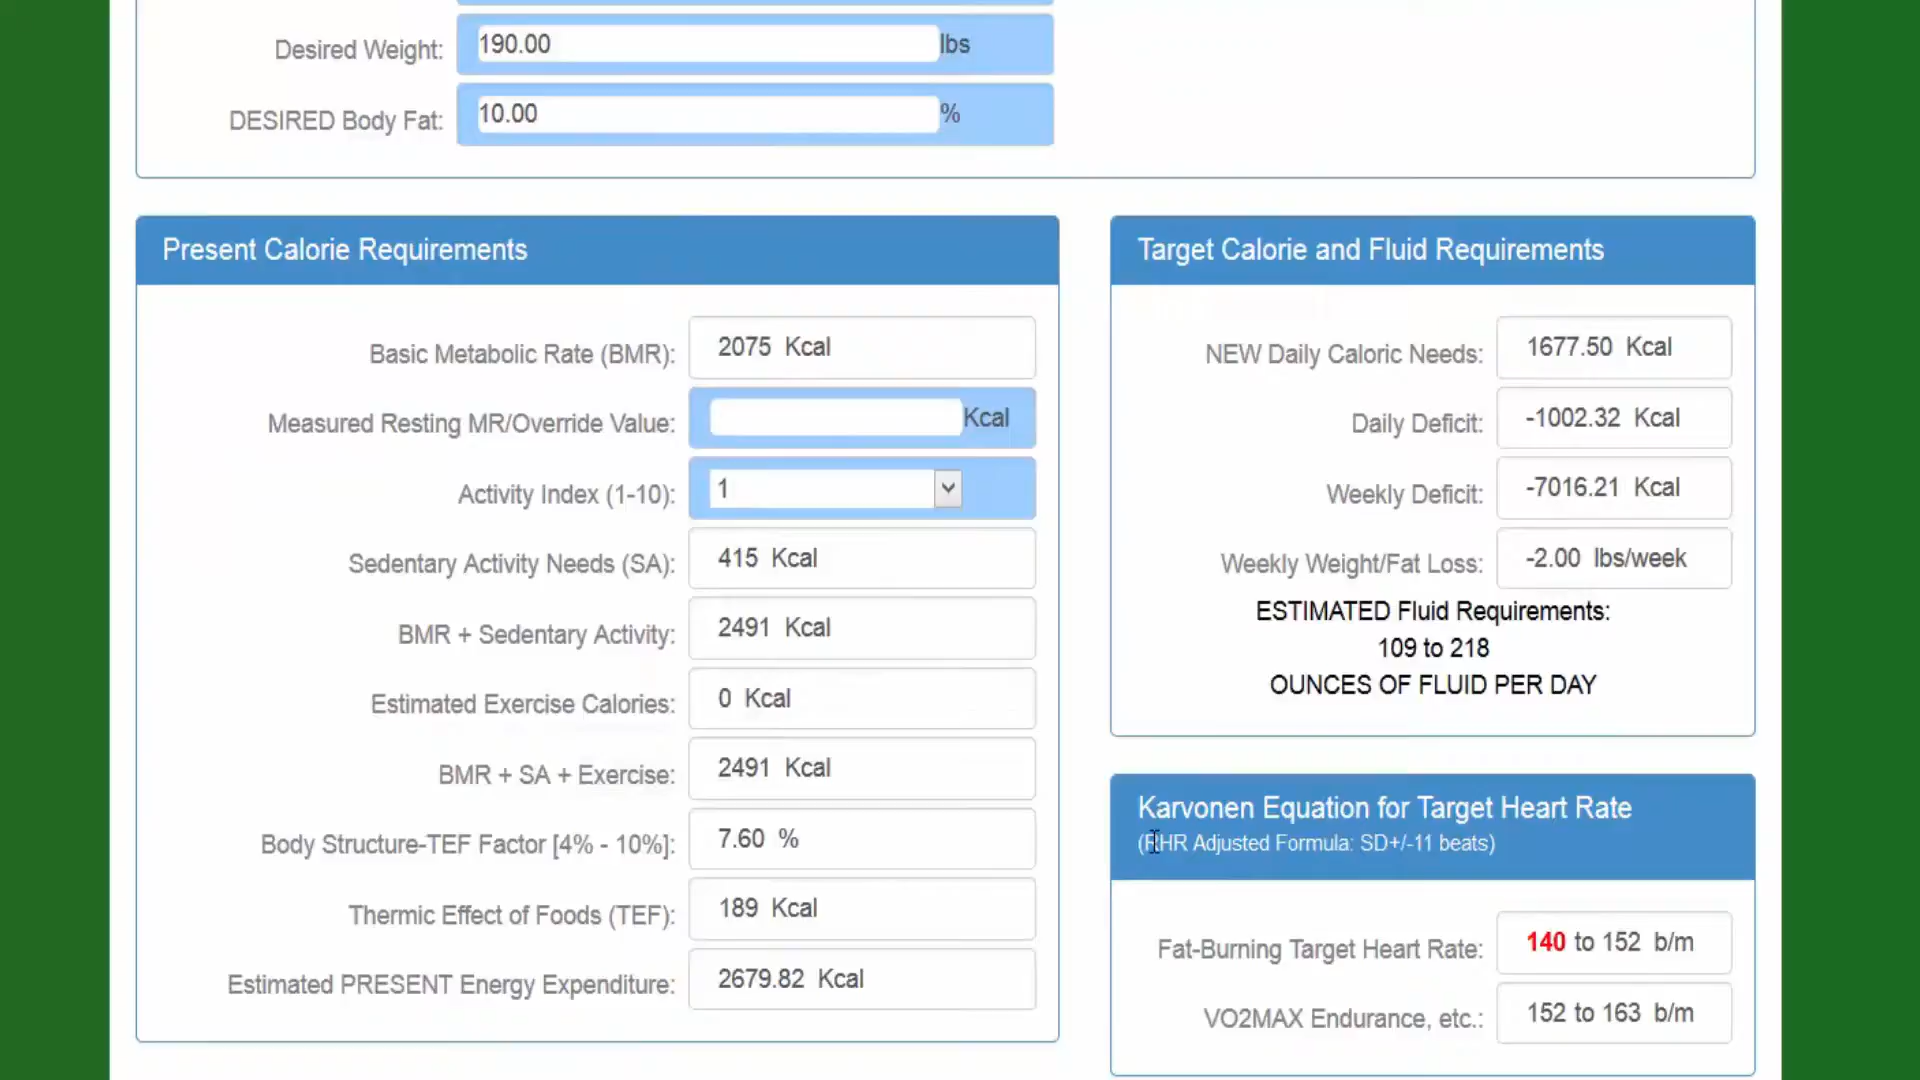 Desired Weight: 190.00 lbs
DESIRED Body Fat: 10.00 %
Present Calorie Requirements
Basic Metabolic Rate (BMR): 2075 Kcal
Measured Resting MR/Override Value: Kcal
Activity Index (1-10): 1
Sedentary Activity Needs (SA): 415 Kcal
BMR + Sedentary Activity: 2491 Kcal
Estimated Exercise Calories: 0 Kcal
BMR + SA + Exercise: 2491 Kcal
Body Structure-TEF Factor [4% - 10%]: 7.60 %
Thermic Effect of Foods (TEF): 189 Kcal
Estimated PRESENT Energy Expenditure: 2679.82 Kcal
Target Calorie and Fluid Requirements
NEW Daily Caloric Needs: 1677.50 Kcal
Daily Deficit: -1002.32 Kcal
Weekly Deficit: -7016.21 Kcal
Weekly Weight/Fat Loss: -2.00 lbs/week
ESTIMATED Fluid Requirements:
109 to 218
OUNCES OF FLUID PER DAY
Karvonen Equation for Target Heart Rate
(RHR Adjusted Formula: SD+/-11 beats)
Fat-Burning Target Heart Rate: 140 to 152 b/m
VO2MAX Endurance, etc.: 152 to 163 b/m